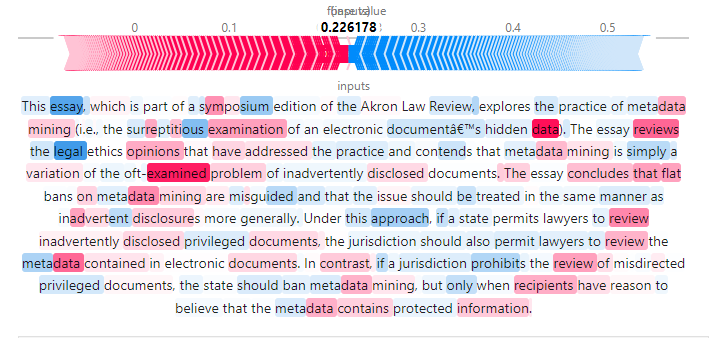 0 0.1 0.226178 0.3 0.4 0.5
inputs
This essay, which is part of a symposium edition of the Akron Law Review, explores the practice of metadata
mining (i.e., the surreptitious examination of an electronic documentâ€™s hidden data). The essay reviews
the legal ethics opinions that have addressed the practice and contends that metadata mining is simply a
variation of the oft-examined problem of inadvertently disclosed documents. The essay concludes that flat
bans on metadata mining are misguided and that the issue should be treated in the same manner as
inadvertent disclosures more generally. Under this approach, if a state permits lawyers to review
inadvertently disclosed privileged documents, the jurisdiction should also permit lawyers to review the
metadata contained in electronic documents. In contrast, if a jurisdiction prohibits the review of misdirected
privileged documents, the state should ban metadata mining, but only when recipients have reason to
believe that the metadata contains protected information.